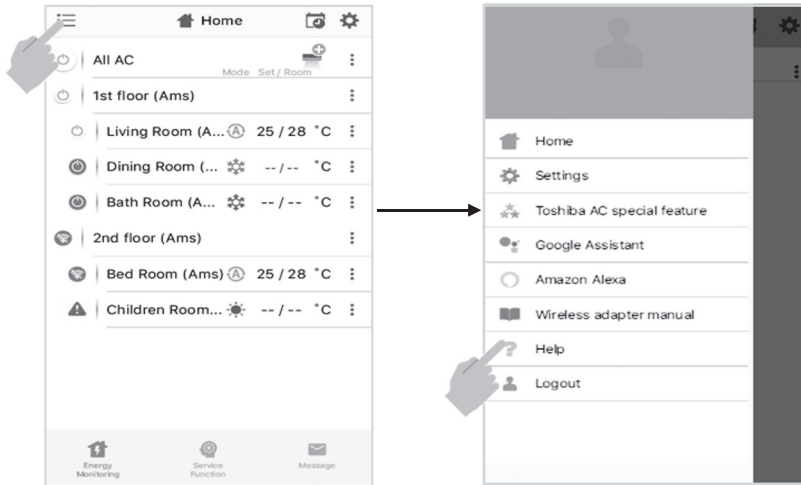 Home
All AC
Mode Set / Room
1st floor (Ams)
Living Room (A... A 25 / 28 °C
Dining Room (... -- / -- °C
Bath Room (A... -- / -- °C
2nd floor (Ams)
Bed Room (Ams) A 25 / 28 °C
Children Room... -- / -- °C
Energy
Monitoring
Service
Function
Message
Home
Settings
Toshiba AC special feature
Google Assistant
Amazon Alexa
Wireless adapter manual
? Help
Logout